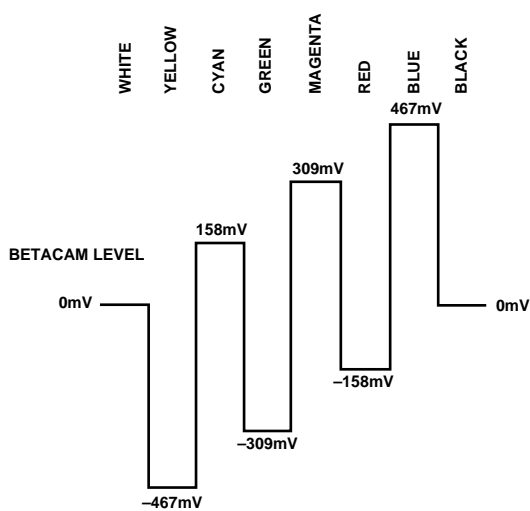 WHITE
YELLOW
CYAN
GREEN
MAGENTA
RED
BLUE
BLACK
467mV
309mV
158mV
BETACAM LEVEL
0mV
0mV
–158mV
–309mV
–467mV